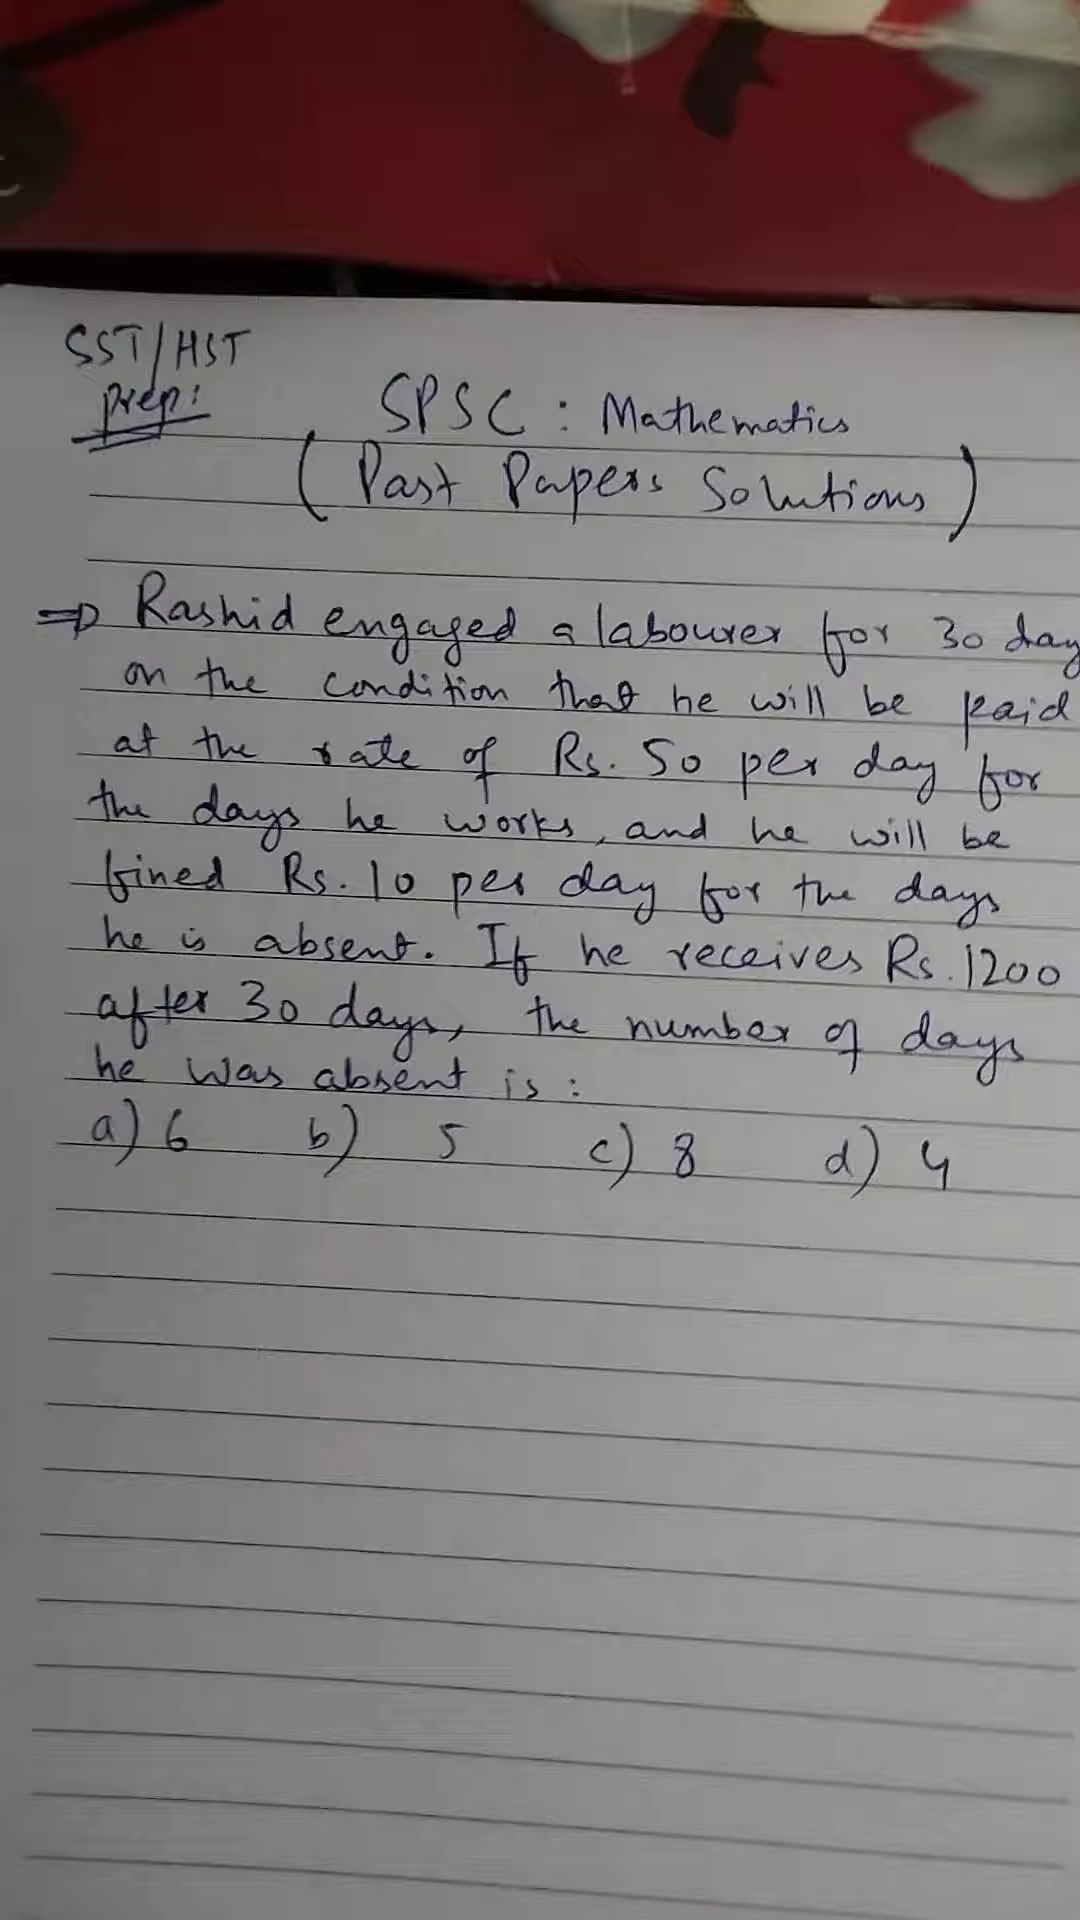 SST/HST
prep:
SPSC : Mathematics
( Past Papers Solutions )
⇒ Rashid engaged a labourer for 30 day
on the condition that he will be paid
at the rate of Rs. 50 per day for
the days he works, and he will be
fined Rs. 10 per day for the days
he is absent. If he receives Rs. 1200
after 30 days, the number of days
he was absent is :
a) 6 b) 5 c) 8 d) 4